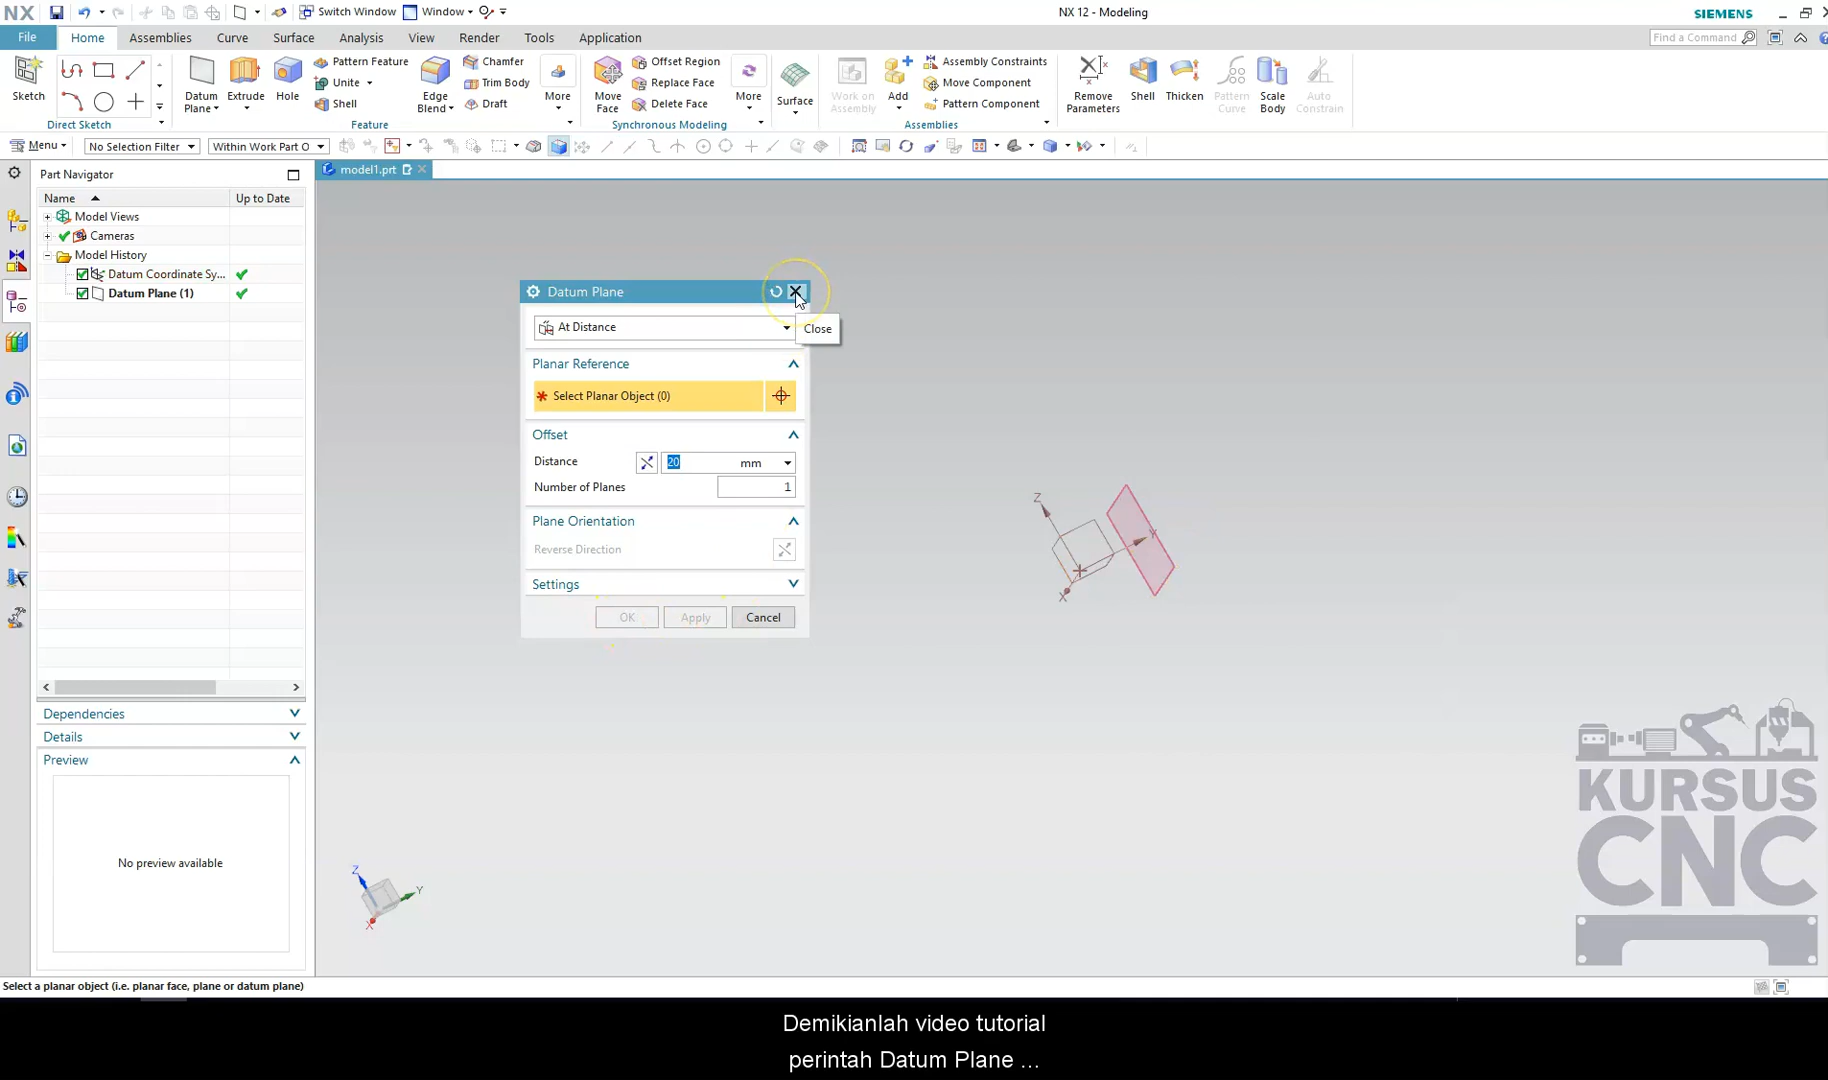 NX
Switch Window
Window
NX 12 - Modeling
SIEMENS
File
Home
Assemblies
Curve
Surface
Analysis
View
Render
Tools
Application
Find a Command
Sketch
Direct Sketch
Datum
Plane
Extrude
Hole
Pattern Feature
Unite
Shell
Edge
Blend
Chamfer
Trim Body
Draft
More
Feature
Move
Face
Offset Region
Replace Face
Delete Face
More
Synchronous Modeling
Surface
Work on
Assembly
Add
Assembly Constraints
Move Component
Pattern Component
Assemblies
Remove
Parameters
Shell
Thicken
Pattern
Curve
Scale
Body
Auto
Constrain
Menu
No Selection Filter
Within Work Part O
Part Navigator
model1.prt
Name
Up to Date
Model Views
Cameras
Model History
Datum Coordinate Sy...
Datum Plane (1)
Dependencies
Details
Preview
No preview available
Datum Plane
At Distance
Close
Planar Reference
* Select Planar Object (0)
Offset
Distance
20
mm
Number of Planes
1
Plane Orientation
Reverse Direction
Settings
OK
Apply
Cancel
Z
Y
X
Z
Y
X
KURSUS
CNC
Select a planar object (i.e. planar face, plane or datum plane)
Demikianlah video tutorial
perintah Datum Plane ...